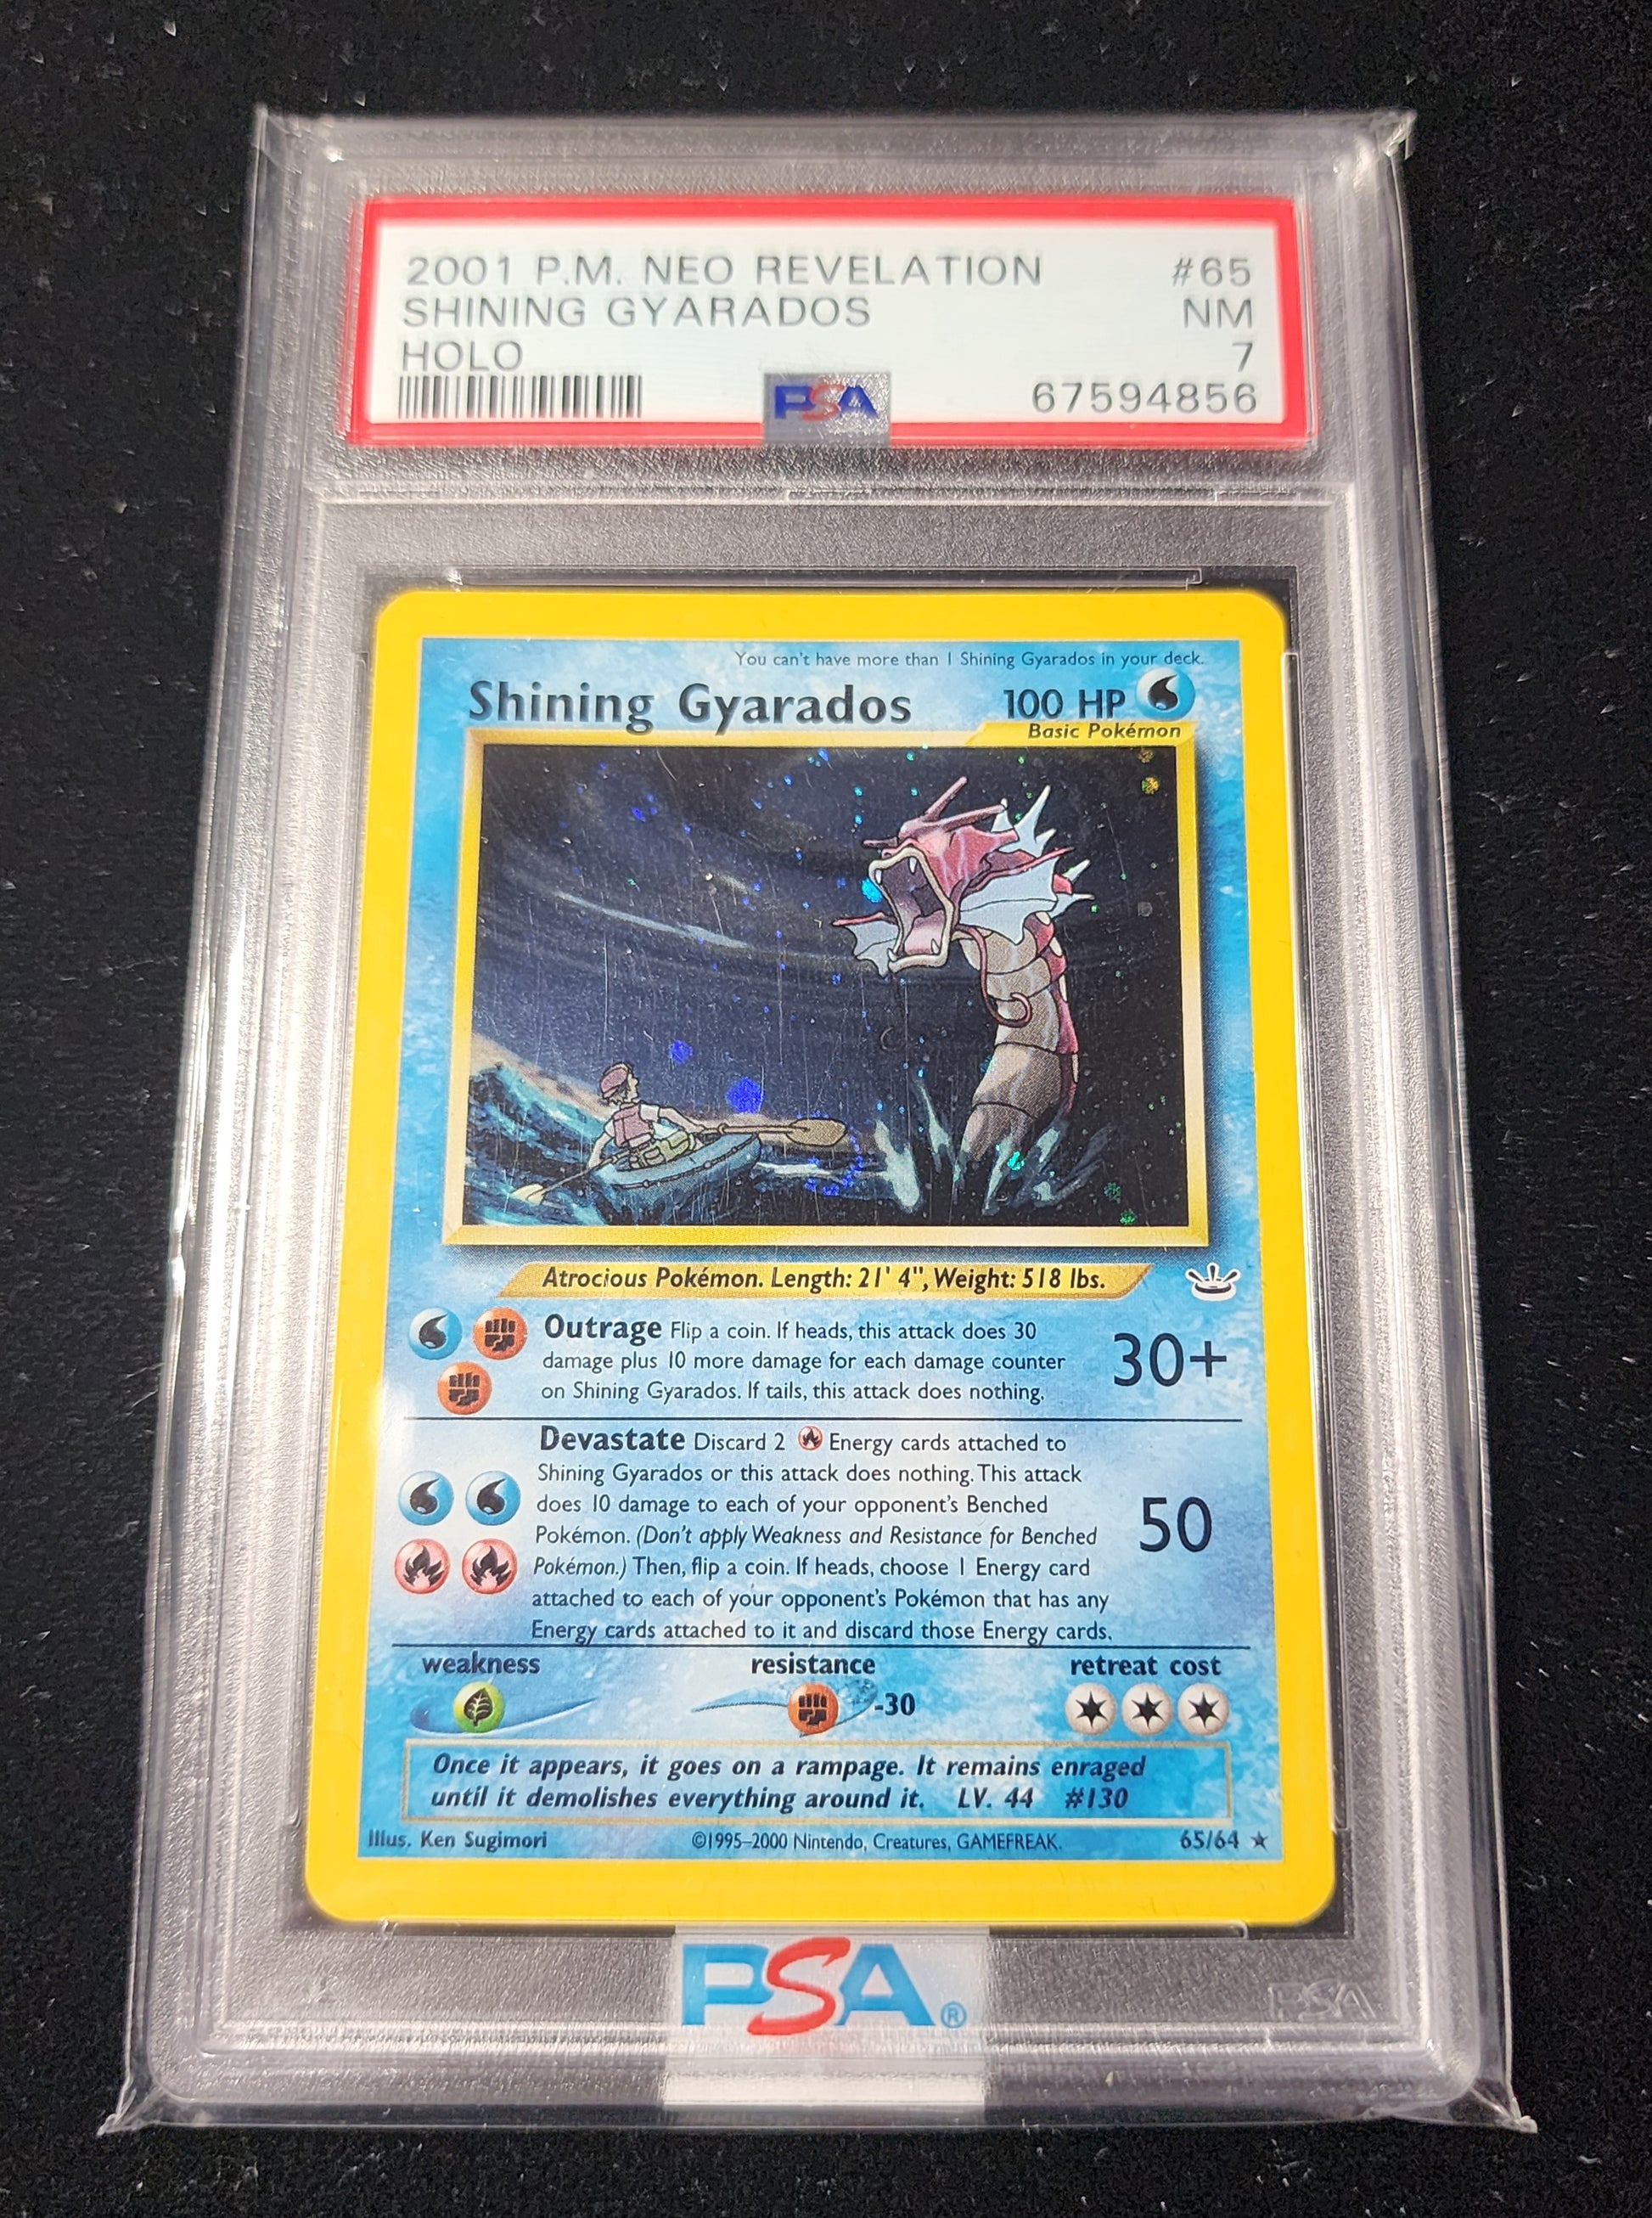 2001 P.M. NEO REVELATION #65
SHINING GYARADOS NM
HOLO 7
PSA 67594856
You can't have more than 1 Shining Gyarados in your deck.
Shining Gyarados 100 HP
Basic Pokémon
Atrocious Pokémon. Length: 21' 4", Weight: 518 lbs.
Outrage Flip a coin. If heads, this attack does 30
damage plus 10 more damage for each damage counter
on Shining Gyarados. If tails, this attack does nothing.
30+
Devastate Discard 2 Energy cards attached to
Shining Gyarados or this attack does nothing. This attack
does 10 damage to each of your opponent's Benched
Pokémon. (Don't apply Weakness and Resistance for Benched
Pokémon.) Then, flip a coin. If heads, choose 1 Energy card
attached to each of your opponent's Pokémon that has any
Energy cards attached to it and discard those Energy cards.
50
weakness resistance retreat cost
-30
Once it appears, it goes on a rampage. It remains enraged
until it demolishes everything around it. LV. 44 #130
Illus. Ken Sugimori ©1995–2000 Nintendo, Creatures, GAMEFREAK. 65/64 ★
PSA®
PSA